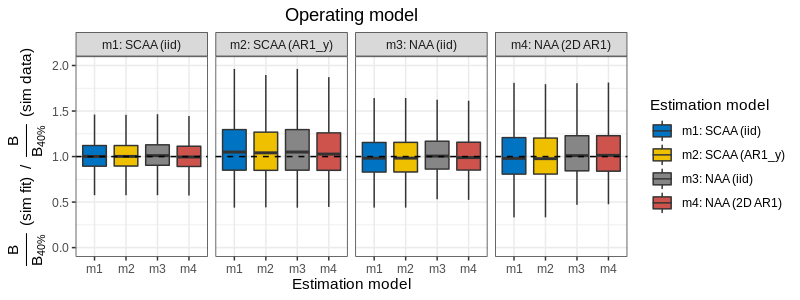 Operating model
m1: SCAA (iid)
m2: SCAA (AR1_y)
m3: NAA (iid)
m4: NAA (2D AR1)
B/B40% (sim fit) / B/B40% (sim data)
2.0
1.5
1.0
0.5
0.0
m1 m2 m3 m4
m1 m2 m3 m4
m1 m2 m3 m4
m1 m2 m3 m4
Estimation model
Estimation model
m1: SCAA (iid)
m2: SCAA (AR1_y)
m3: NAA (iid)
m4: NAA (2D AR1)